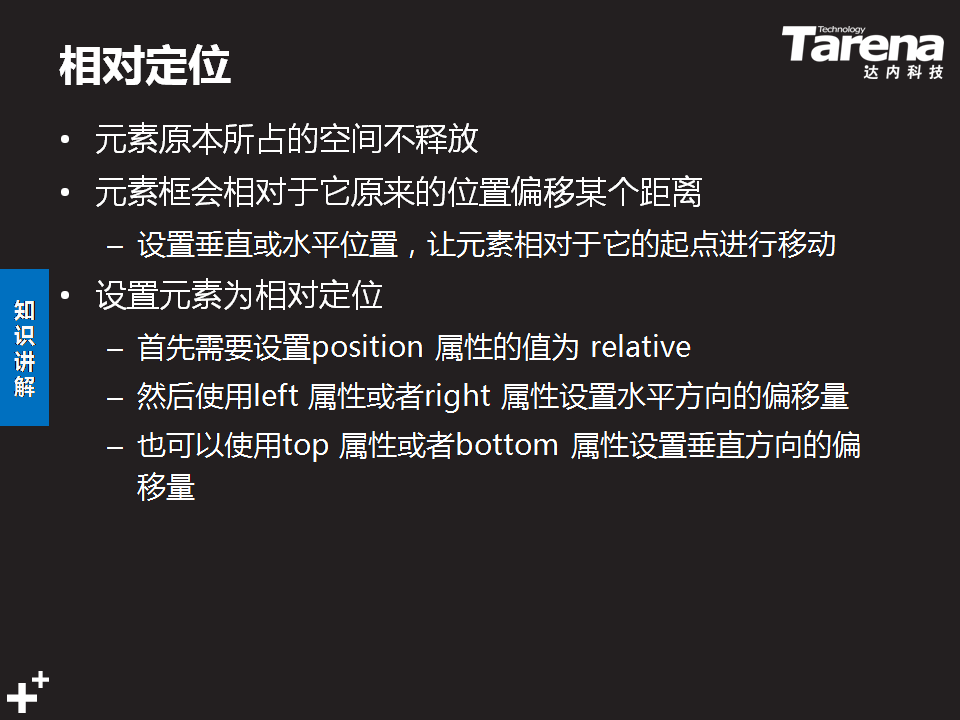 相对定位
Technology
Tarena
达内科技
• 元素原本所占的空间不释放
• 元素框会相对于它原来的位置偏移某个距离
– 设置垂直或水平位置，让元素相对于它的起点进行移动
• 设置元素为相对定位
– 首先需要设置position 属性的值为 relative
– 然后使用left 属性或者right 属性设置水平方向的偏移量
– 也可以使用top 属性或者bottom 属性设置垂直方向的偏
移量
知识讲解